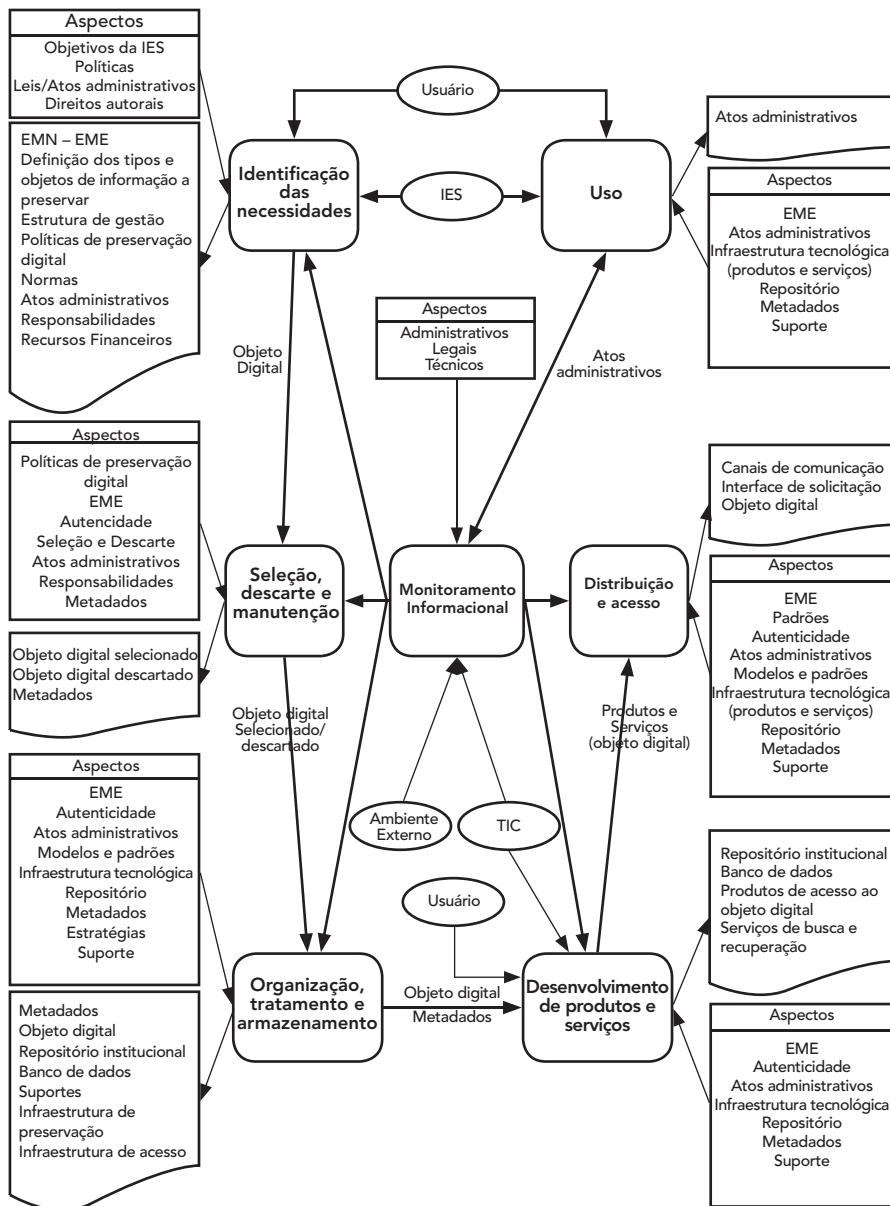 Aspectos
Objetivos da IES
Políticas
Leis/Atos administrativos
Direitos autorais
EMN – EME
Definição dos tipos e
objetos de informação a
preservar
Estrutura de gestão
Políticas de preservação
digital
Normas
Atos administrativos
Responsabilidades
Recursos Financeiros
Usuário
Identificação
das
necessidades
IES
Uso
Atos administrativos
Aspectos
EME
Atos administrativos
Infraestrutura tecnológica
(produtos e serviços)
Repositório
Metadados
Suporte
Objeto
Digital
Aspectos
Administrativos
Legais
Técnicos
Atos
administrativos
Aspectos
Políticas de preservação
digital
EME
Autencidade
Seleção e Descarte
Atos administrativos
Responsabilidades
Metadados
Objeto digital selecionado
Objeto digital descartado
Metadados
Seleção,
descarte e
manutenção
Monitoramento
Informacional
Distribuição
e acesso
Canais de comunicação
Interface de solicitação
Objeto digital
Aspectos
EME
Padrões
Autenticidade
Atos administrativos
Modelos e padrões
Infraestrutura tecnológica
(produtos e serviços)
Repositório
Metadados
Suporte
Objeto digital
Selecionado/
descartado
Produtos e
Serviços
(objeto digital)
Ambiente
Externo
TIC
Usuário
Aspectos
EME
Autenticidade
Atos administrativos
Modelos e padrões
Infraestrutura tecnológica
Repositório
Metadados
Estratégias
Suporte
Metadados
Objeto digital
Repositório institucional
Banco de dados
Suportes
Infraestrutura de
preservação
Infraestrutura de acesso
Organização,
tratamento e
armazenamento
Objeto digital
Metadados
Desenvolvimento
de produtos e
serviços
Repositório institucional
Banco de dados
Produtos de acesso ao
objeto digital
Serviços de busca e
recuperação
Aspectos
EME
Autenticidade
Atos administrativos
Infraestrutura tecnológica
Repositório
Metadados
Suporte